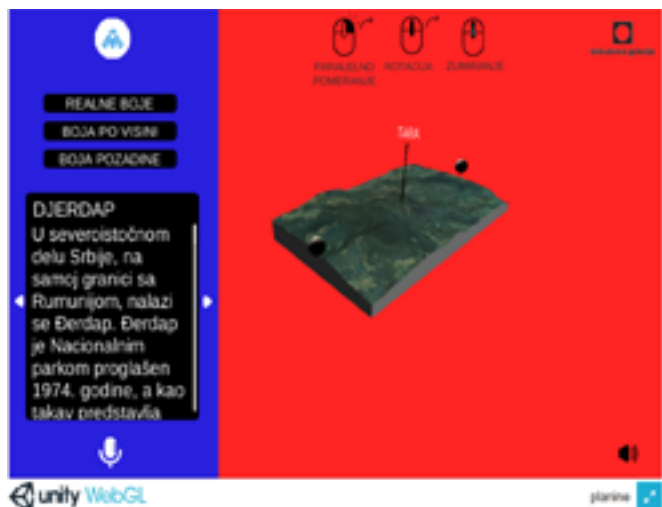 REALNE BOJE
BOJA PO VISINI
BOJA POZADINE
DJERDAP
U severoistočnom
delu Srbije, na
samoj granici sa
Rumunijom, nalazi
se Đerdap. Đerdap
je Nacionalnim
parkom proglašen
1974. godine, a kao
takav predstavlja
PARALELNO
POMERANJE
ROTACIJA
ZUMIRANJE
Tara
unity WebGL
planine